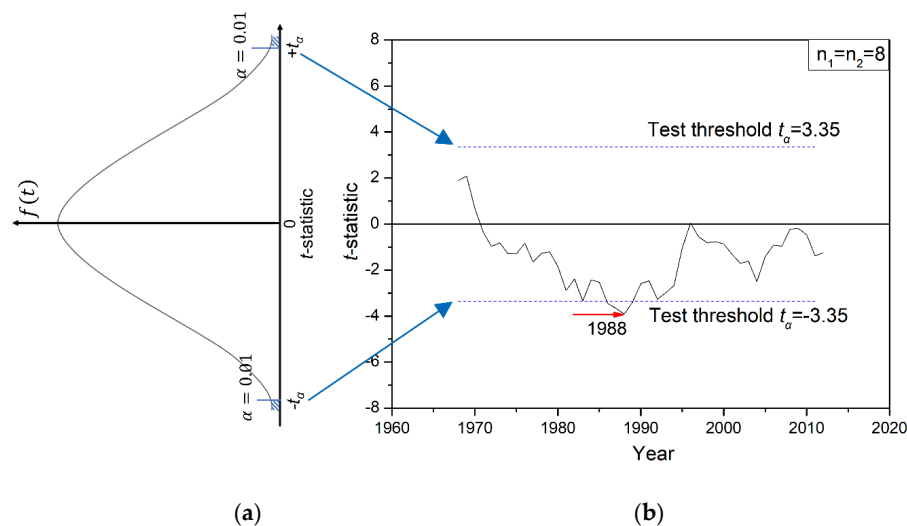 α = 0.01
+tα
f(t)
0
t-statistic
α = 0.01
-tα
(a)
n1=n2=8
Test threshold tα=3.35
Test threshold tα=-3.35
1988
t-statistic
8
6
4
2
0
-2
-4
-6
-8
1960 1970 1980 1990 2000 2010 2020
Year
(b)